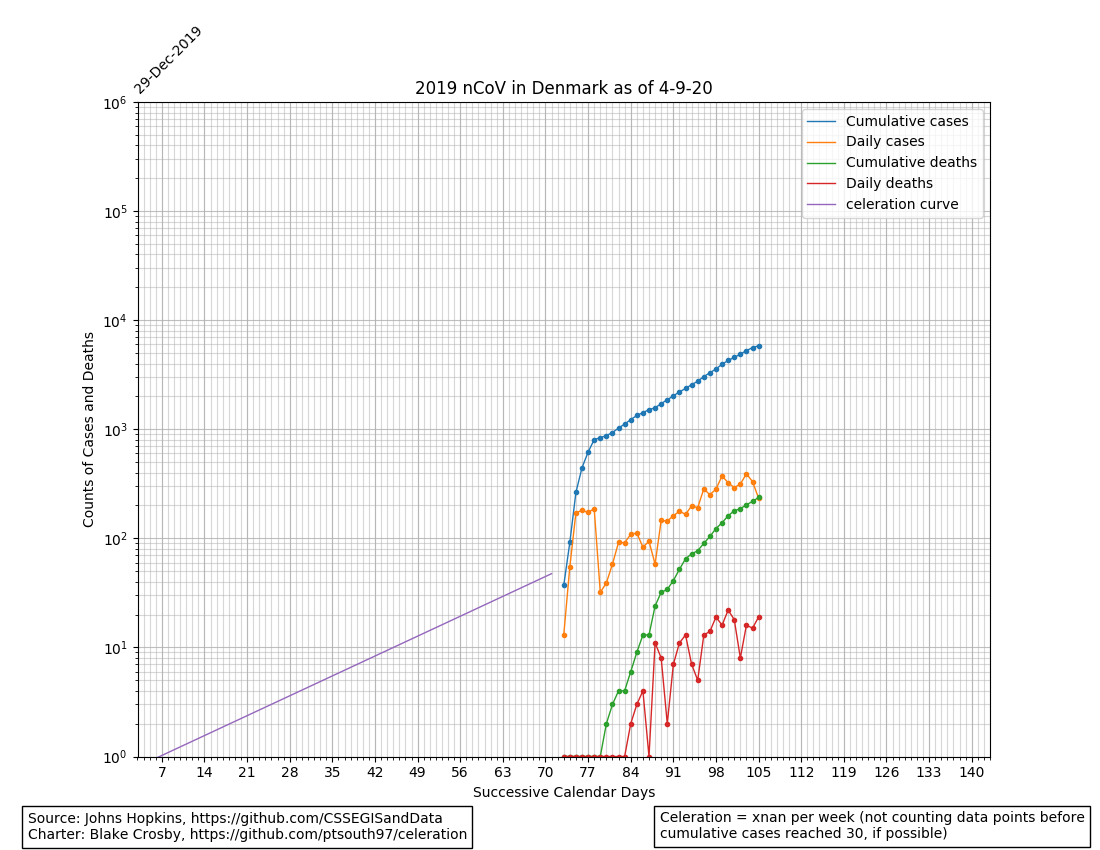 29-Dec-2019
2019 nCoV in Denmark as of 4-9-20
Cumulative cases
Daily cases
Cumulative deaths
Daily deaths
celeration curve
Counts of Cases and Deaths
10^6
10^5
10^4
10^3
10^2
10^1
10^0
7 14 21 28 35 42 49 56 63 70 77 84 91 98 105 112 119 126 133 140
Successive Calendar Days
Source: Johns Hopkins, https://github.com/CSSEGISandData
Charter: Blake Crosby, https://github.com/ptsouth97/celeration
Celeration = xnan per week (not counting data points before
cumulative cases reached 30, if possible)